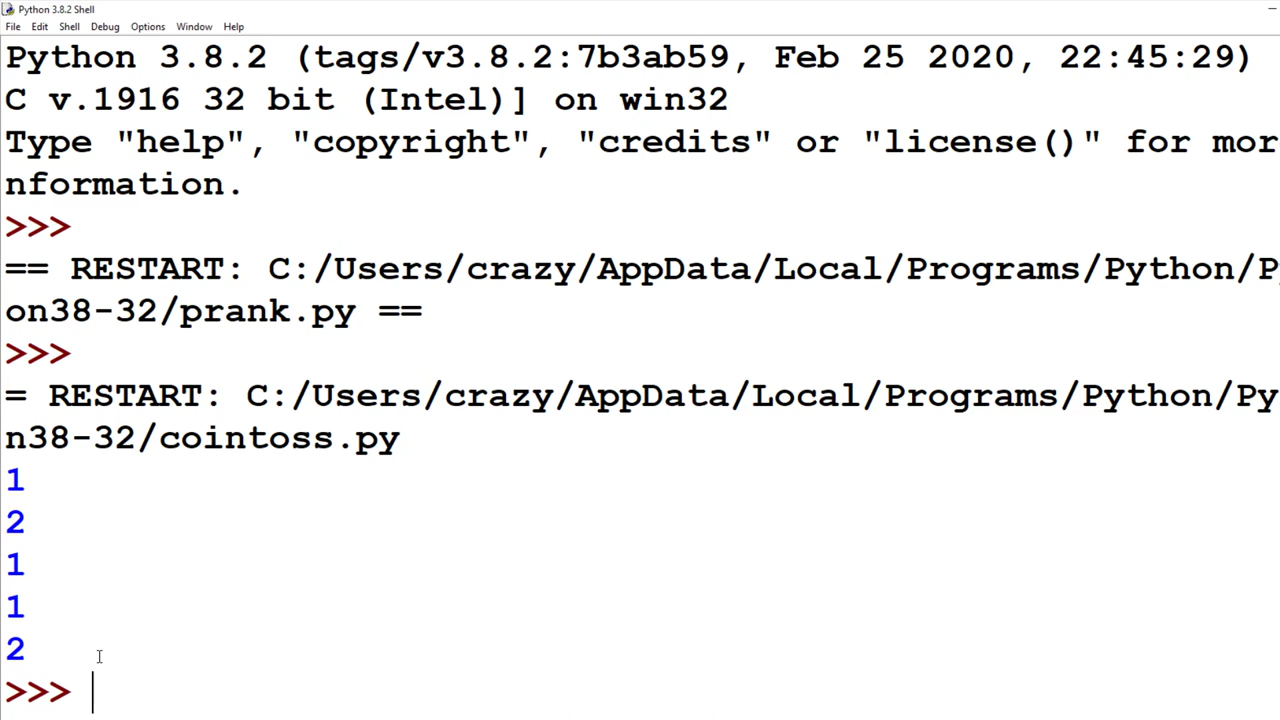 Python 3.8.2 Shell
File Edit Shell Debug Options Window Help
Python 3.8.2 (tags/v3.8.2:7b3ab59, Feb 25 2020, 22:45:29)
C v.1916 32 bit (Intel)] on win32
Type "help", "copyright", "credits" or "license()" for mor
nformation.
>>>
== RESTART: C:/Users/crazy/AppData/Local/Programs/Python/Py
on38-32/prank.py ==
>>>
= RESTART: C:/Users/crazy/AppData/Local/Programs/Python/Py
n38-32/cointoss.py
1
2
1
1
2
>>>